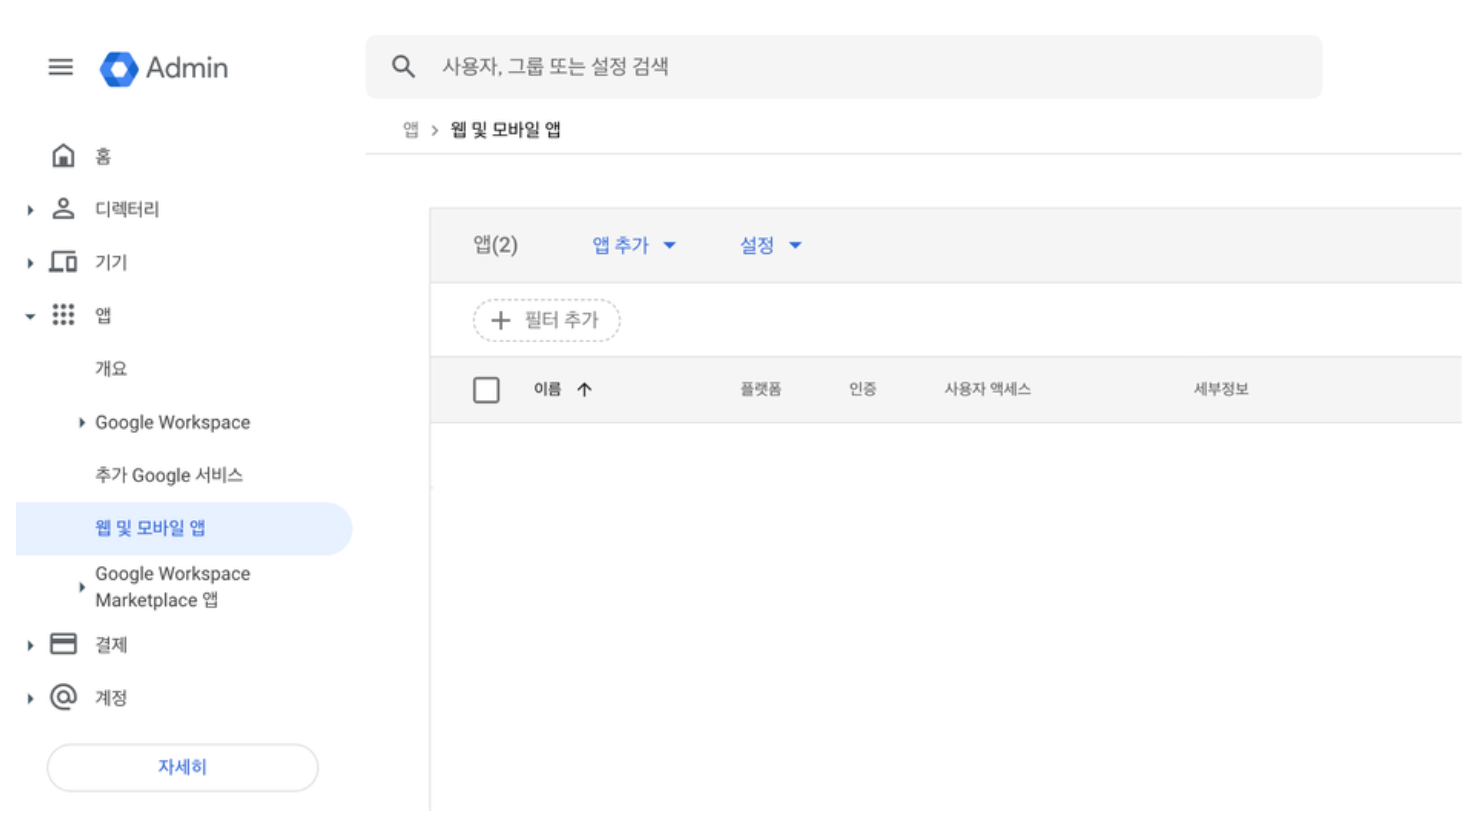 Admin
사용자, 그룹 또는 설정 검색
앱 > 웹 및 모바일 앱
홈
디렉터리
기기
앱
개요
Google Workspace
추가 Google 서비스
웹 및 모바일 앱
Google Workspace
Marketplace 앱
결제
계정
자세히
앱(2) 앱 추가 설정
필터 추가
이름 플랫폼 인증 사용자 액세스 세부정보